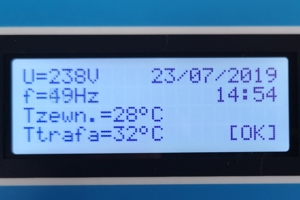 U=238V 23/07/2019
f=49Hz 14:54
Tzewn.=28°C
Ttrafa=32°C [OK]